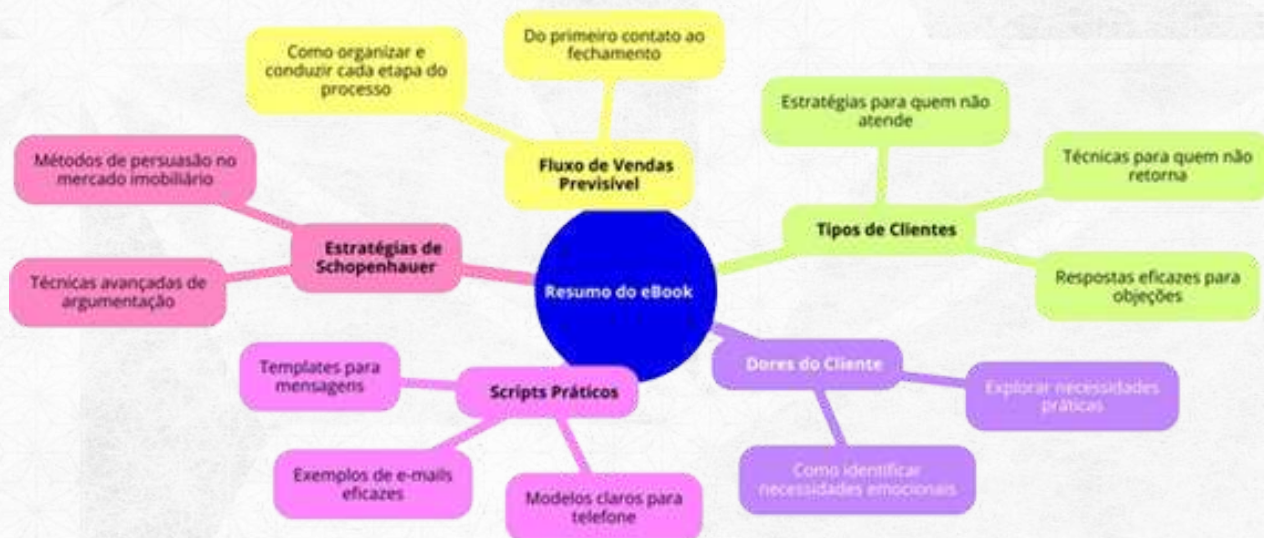 Como organizar e
conduzir cada etapa do
processo
Do primeiro contato ao
fechamento
Fluxo de Vendas
Previsível
Estratégias para quem não
atende
Técnicas para quem não
retorna
Tipos de Clientes
Respostas eficazes para
objeções
Métodos de persuasão no
mercado imobiliário
Estratégias de
Schopenhauer
Técnicas avançadas de
argumentação
Resumo do eBook
Dores do Cliente
Explorar necessidades
práticas
Como identificar
necessidades emocionais
Templates para
mensagens
Scripts Práticos
Exemplos de e-mails
eficazes
Modelos claros para
telefone